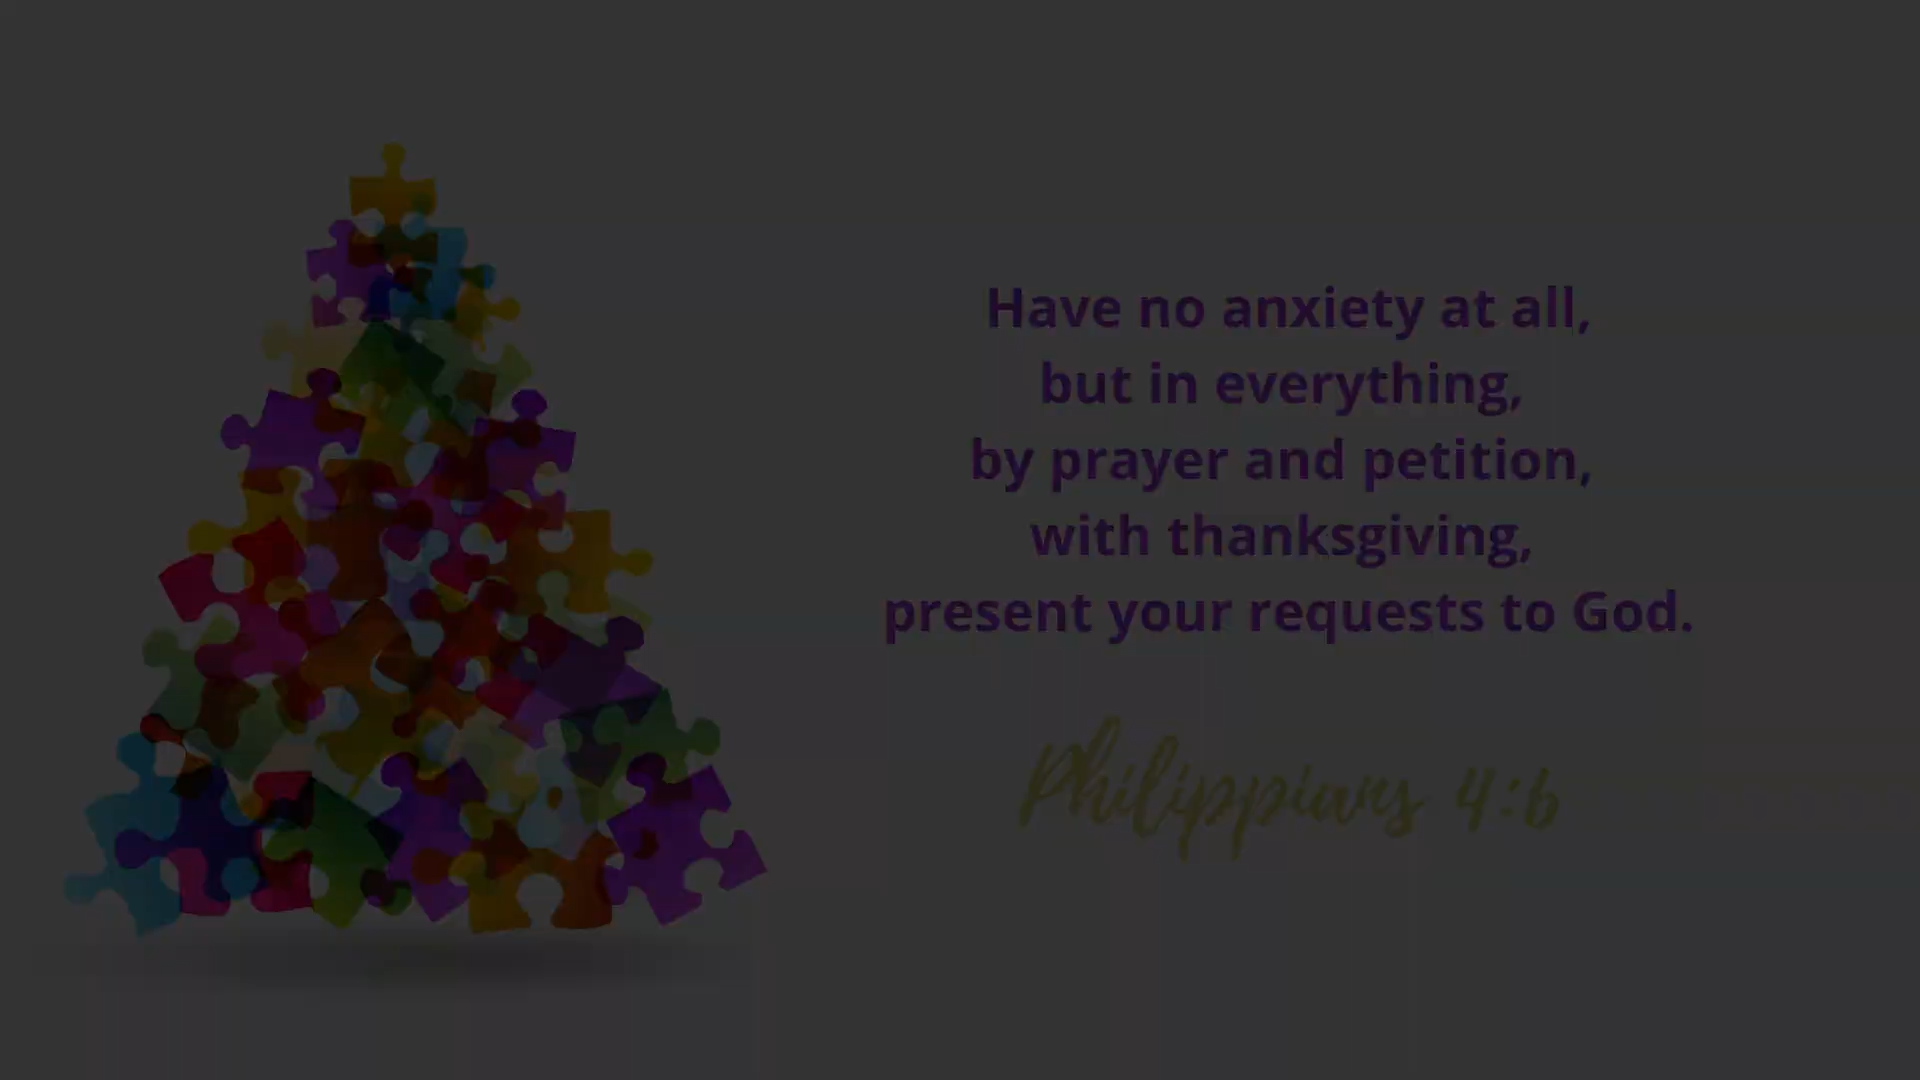 Have no anxiety at all,
but in everything,
by prayer and petition,
with thanksgiving,
present your requests to God.
Philippians 4:6